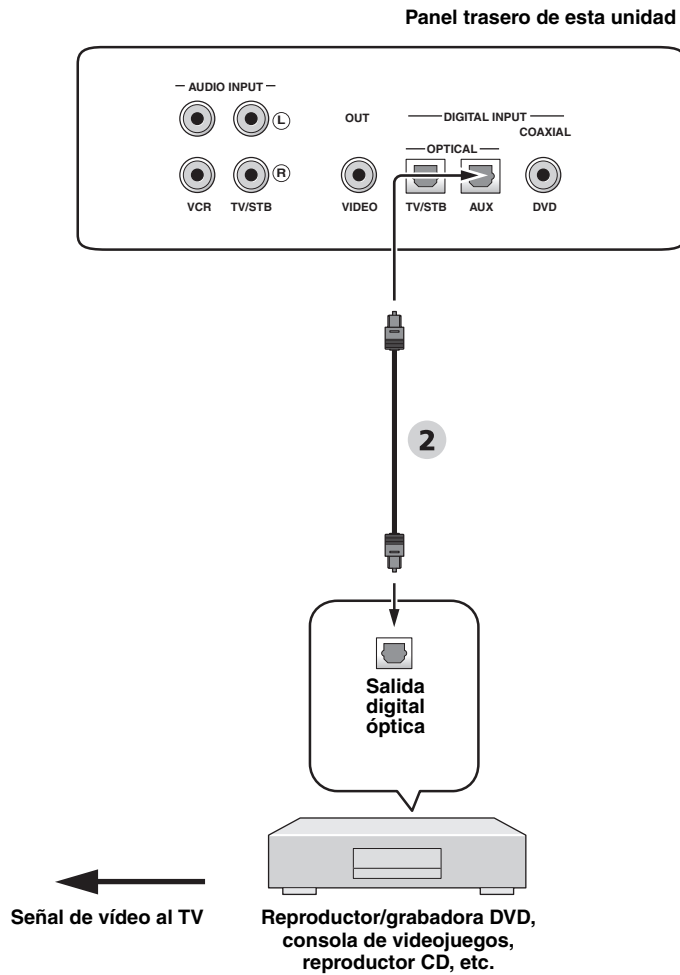 Panel trasero de esta unidad
AUDIO INPUT
L
R
VCR
TV/STB
OUT
VIDEO
DIGITAL INPUT
OPTICAL
COAXIAL
TV/STB
AUX
DVD
2
Salida
digital
óptica
Señal de vídeo al TV
Reproductor/grabadora DVD,
consola de videojuegos,
reproductor CD, etc.